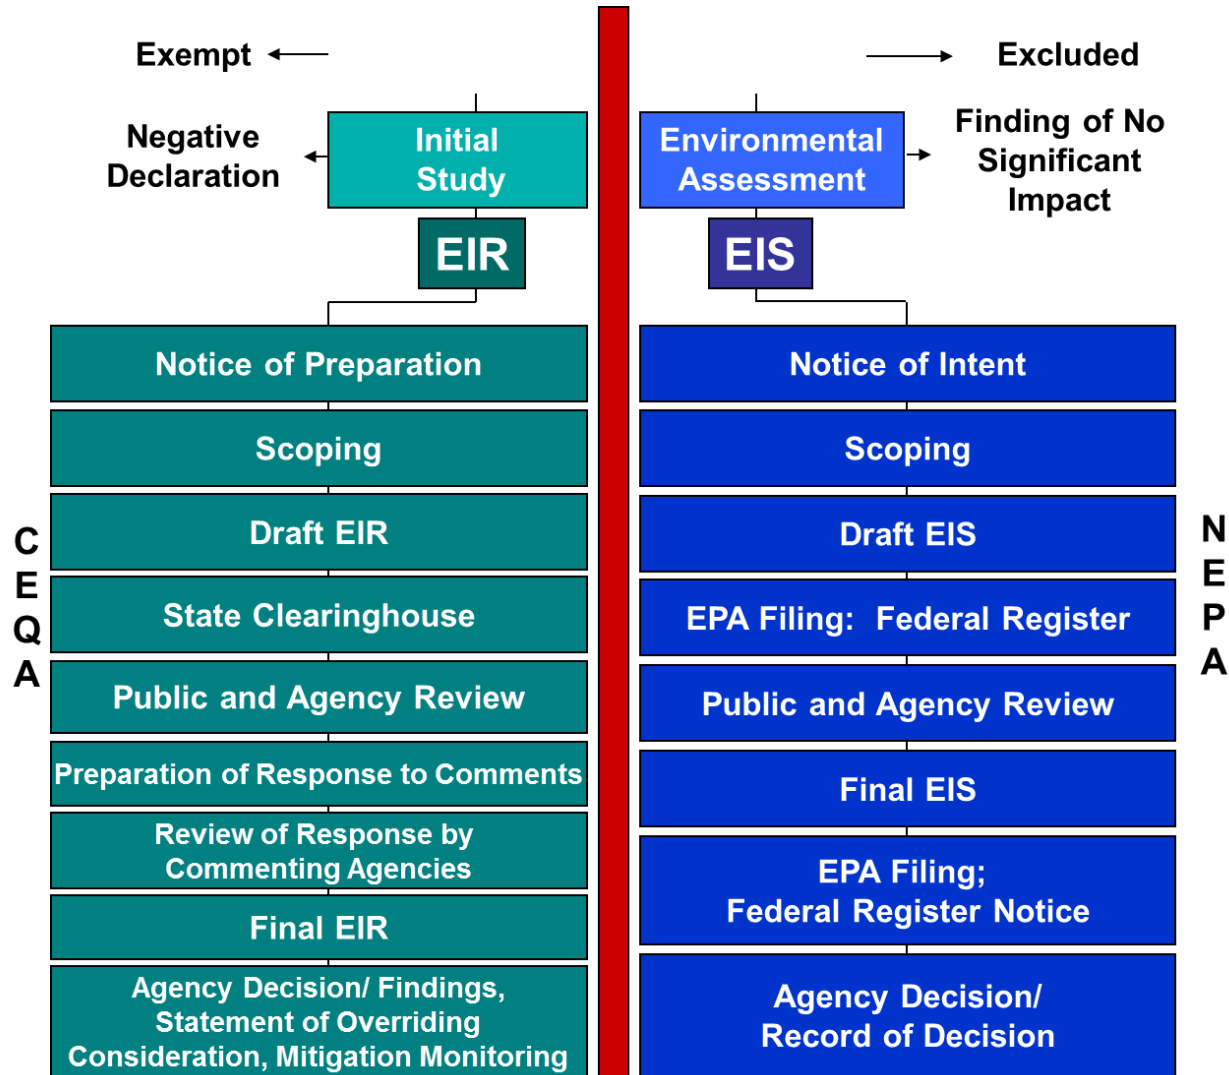 Exempt
Excluded
Negative
Declaration
Initial
Study
Environmental
Assessment
Finding of No
Significant
Impact
EIR
EIS
CEQA
Notice of Preparation
Scoping
Draft EIR
State Clearinghouse
Public and Agency Review
Preparation of Response to Comments
Review of Response by
Commenting Agencies
Final EIR
Agency Decision/ Findings,
Statement of Overriding
Consideration, Mitigation Monitoring
Notice of Intent
Scoping
Draft EIS
EPA Filing: Federal Register
Public and Agency Review
Final EIS
EPA Filing;
Federal Register Notice
Agency Decision/
Record of Decision
NEPA